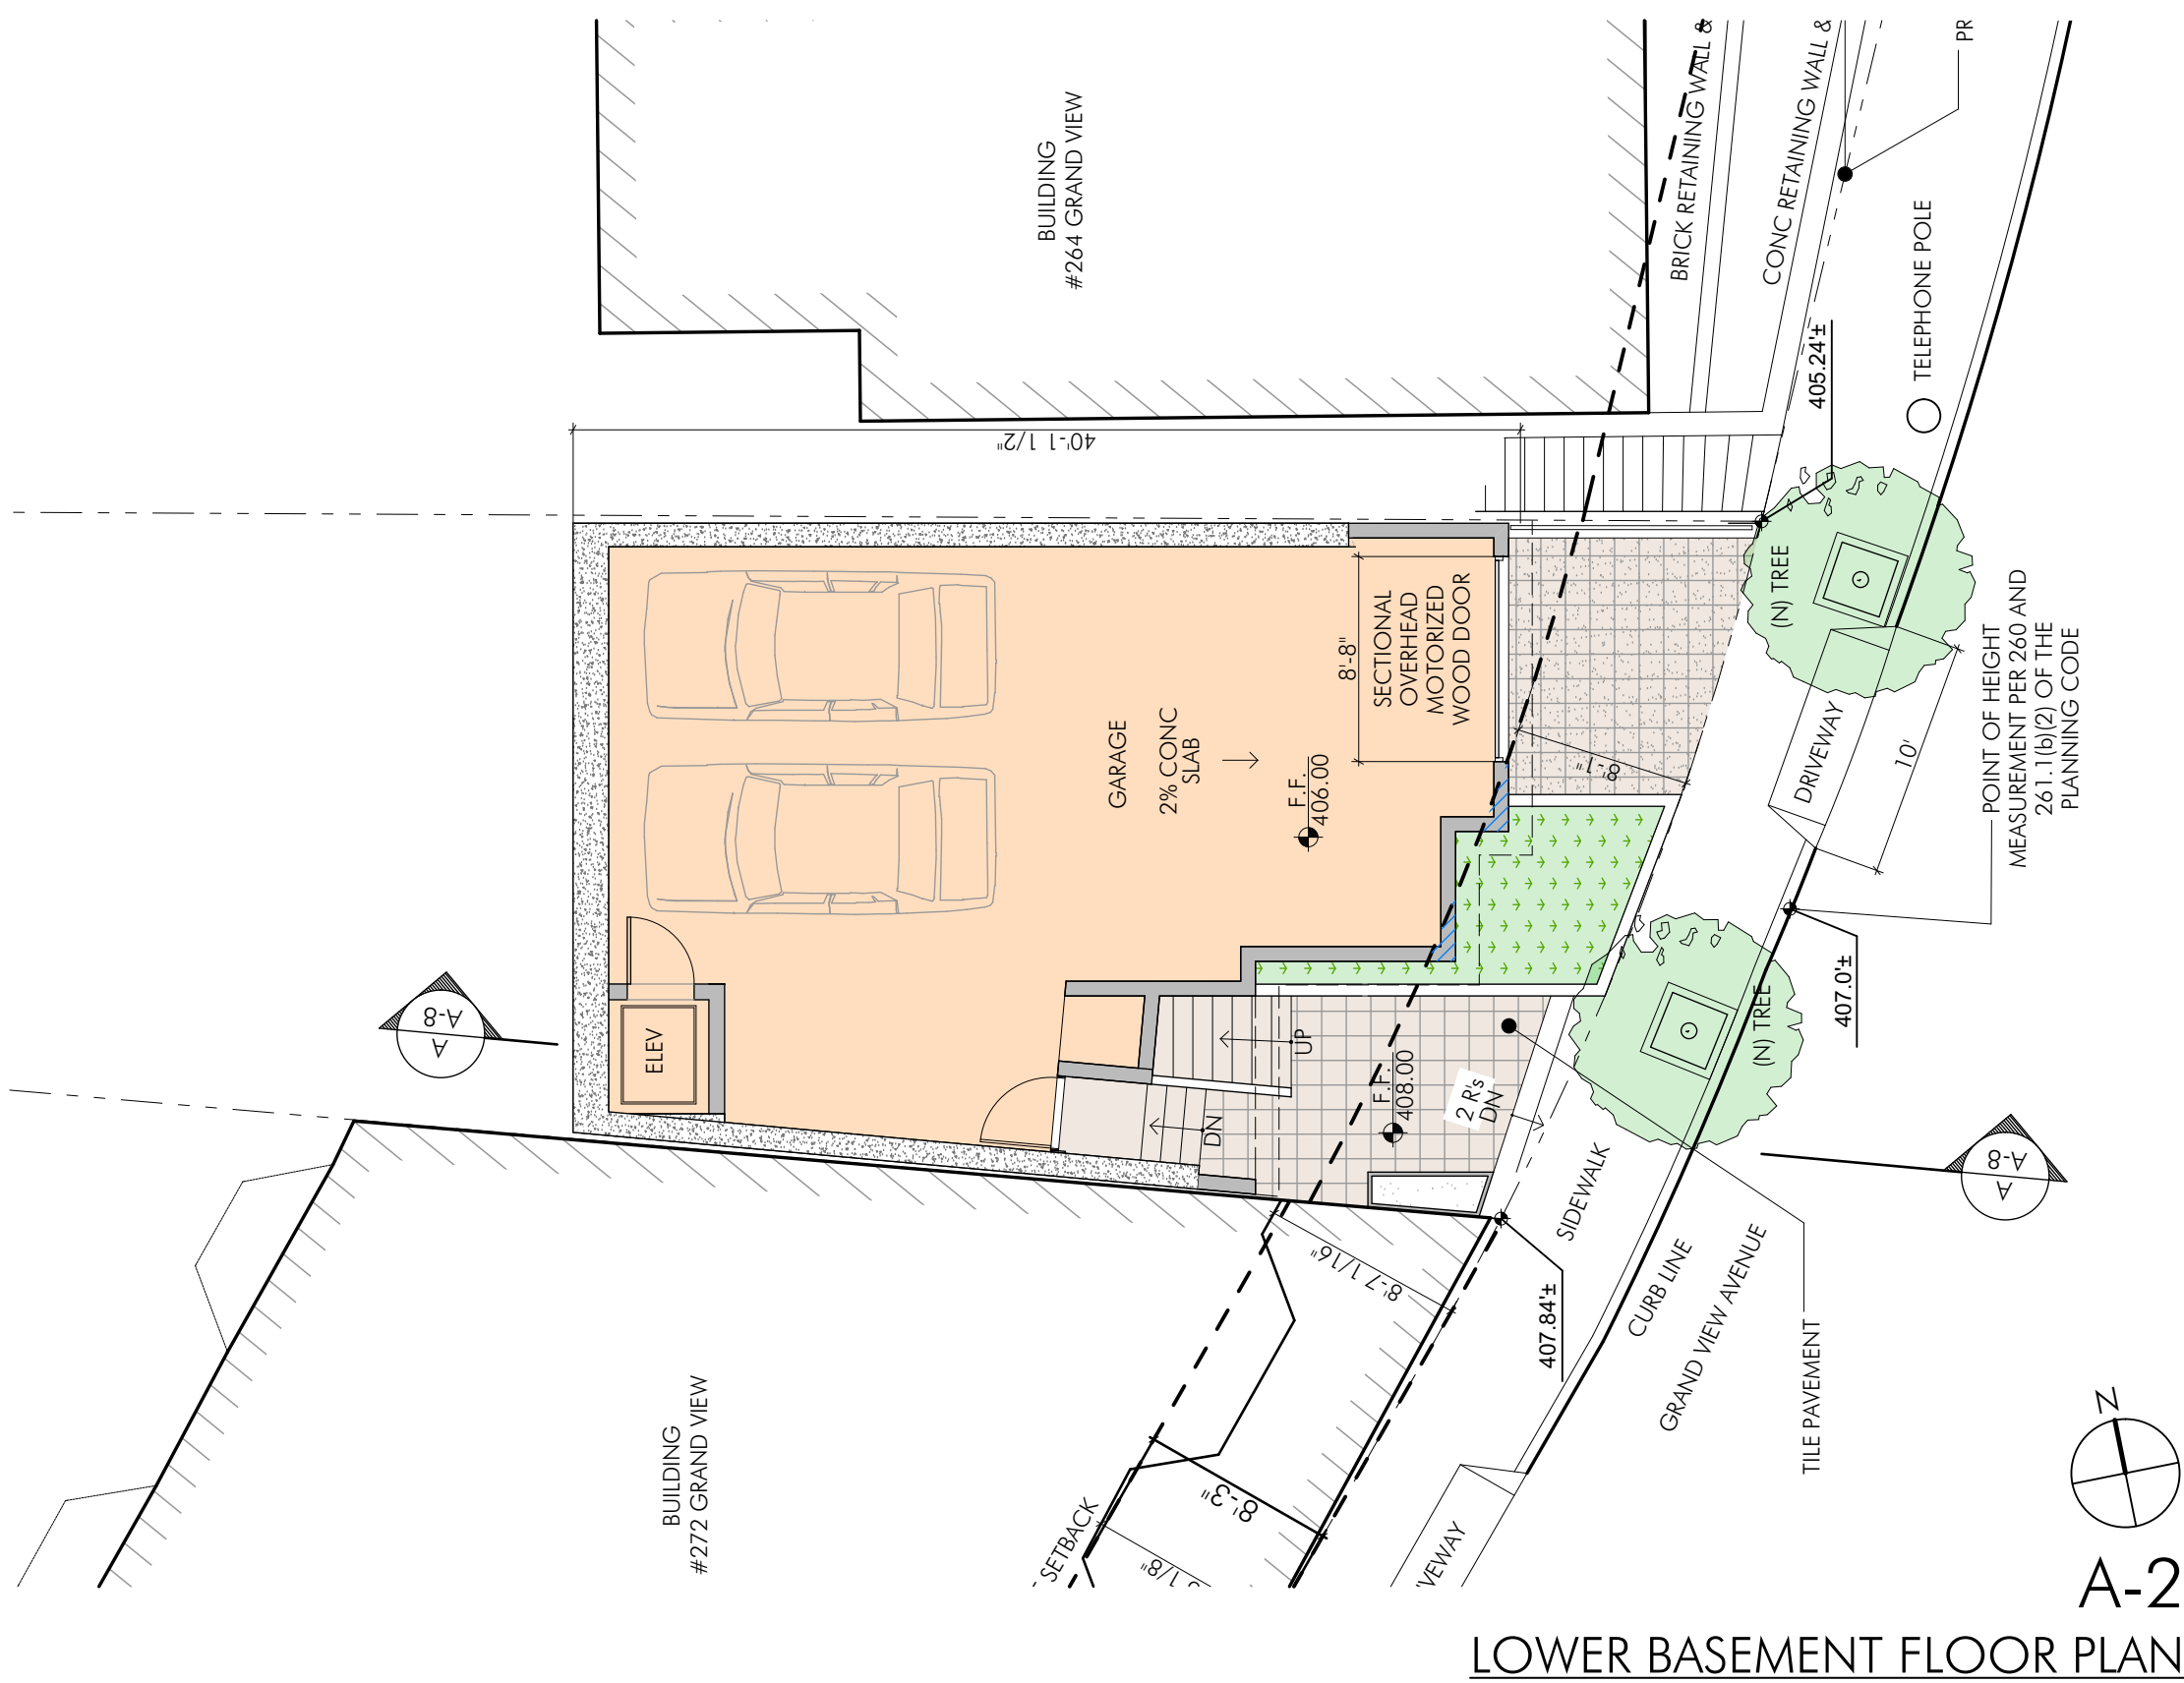 BUILDING
#264 GRAND VIEW
BRICK RETAINING WALL &
CONC RETAINING WALL &
PR
TELEPHONE POLE
405.24'±
40'-1 1/2"
(N) TREE
8'-8"
SECTIONAL
OVERHEAD
MOTORIZED
WOOD DOOR
GARAGE
2% CONC
SLAB
F.F.
406.00
8'-1"
DRIVEWAY
10'
POINT OF HEIGHT
MEASUREMENT PER 260 AND
261.1(b)(2) OF THE
PLANNING CODE
407.0'±
(N) TREE
A
A-8
ELEV
UP
DN
F.F.
408.00
2 R's
DN
A
A-8
SIDEWALK
CURB LINE
GRAND VIEW AVENUE
TILE PAVEMENT
407.84'±
8'-7 1/16"
8'-3"
SETBACK
1/8"
VEWAY
BUILDING
#272 GRAND VIEW
N
A-2
LOWER BASEMENT FLOOR PLAN